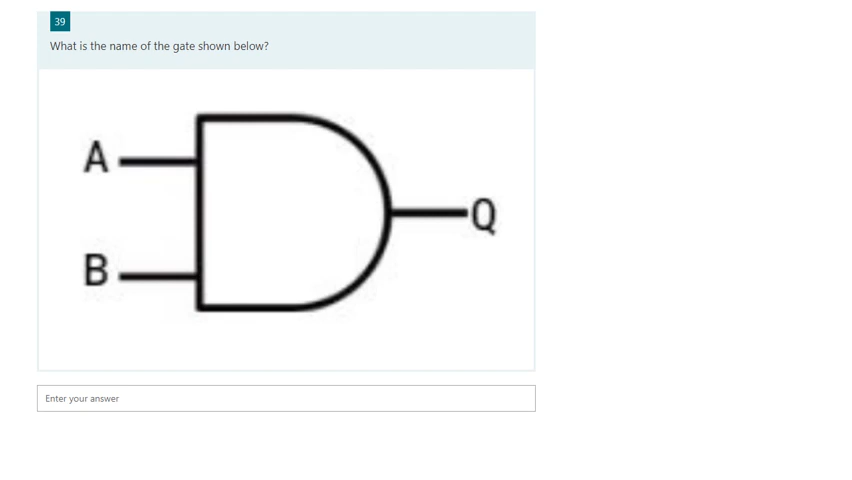 39
What is the name of the gate shown below?
A
Q
B
Enter your answer